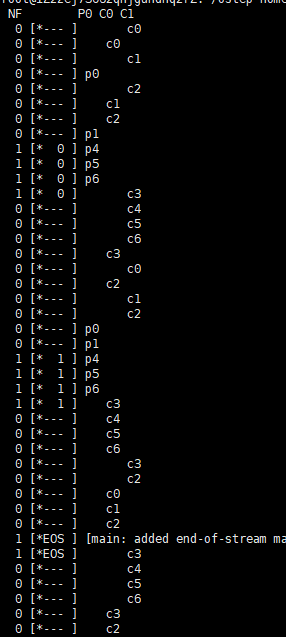 NF        P0 C0 C1
0 [*--- ]       c0
0 [*--- ]    c0
0 [*--- ]       c1
0 [*--- ] p0
0 [*--- ]       c2
0 [*--- ]    c1
0 [*--- ]    c2
0 [*--- ] p1
1 [*  0 ] p4
1 [*  0 ] p5
1 [*  0 ] p6
1 [*  0 ]       c3
0 [*--- ]       c4
0 [*--- ]       c5
0 [*--- ]       c6
0 [*--- ]    c3
0 [*--- ]       c0
0 [*--- ]    c2
0 [*--- ]       c1
0 [*--- ]       c2
0 [*--- ] p0
0 [*--- ] p1
1 [*  1 ] p4
1 [*  1 ] p5
1 [*  1 ] p6
1 [*  1 ]    c3
0 [*--- ]    c4
0 [*--- ]    c5
0 [*--- ]    c6
0 [*--- ]       c3
0 [*--- ]       c2
0 [*--- ]    c0
0 [*--- ]    c1
0 [*--- ]    c2
1 [*EOS ] [main: added end-of-stream ma
1 [*EOS ]       c3
0 [*--- ]       c4
0 [*--- ]       c5
0 [*--- ]       c6
0 [*--- ]    c3
0 [*--- ]    c2